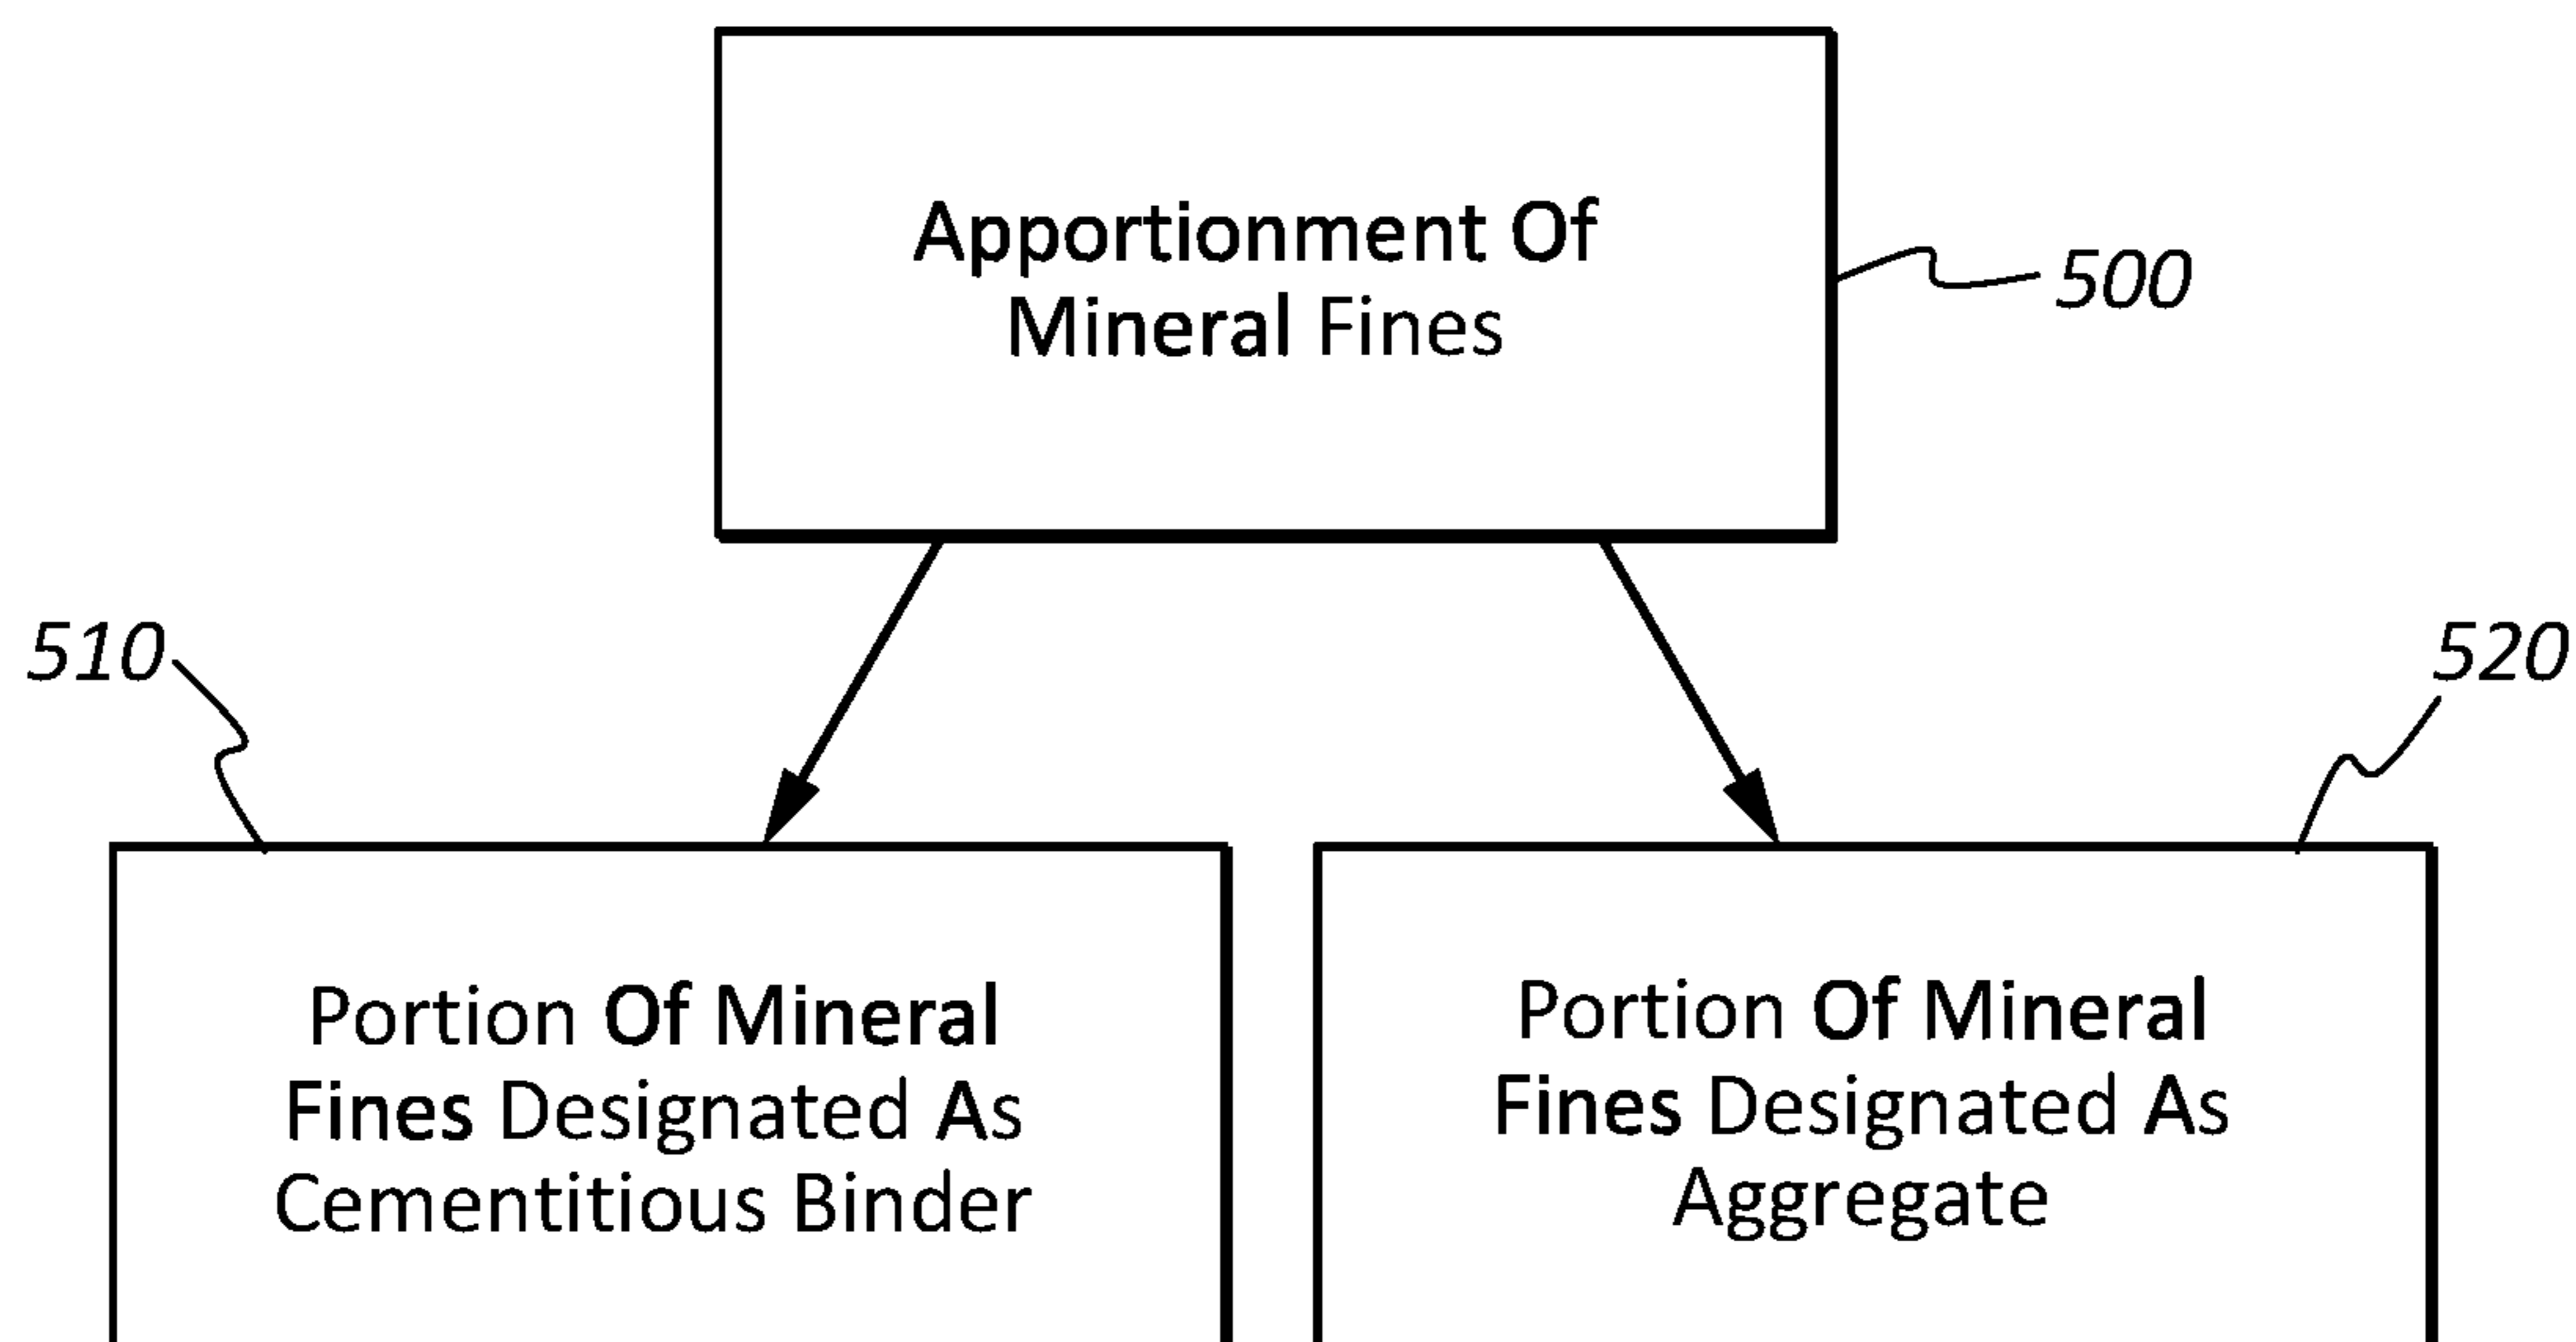 Apportionment Of
Mineral Fines
500
510
520
Portion Of Mineral
Fines Designated As
Cementitious Binder
Portion Of Mineral
Fines Designated As
Aggregate